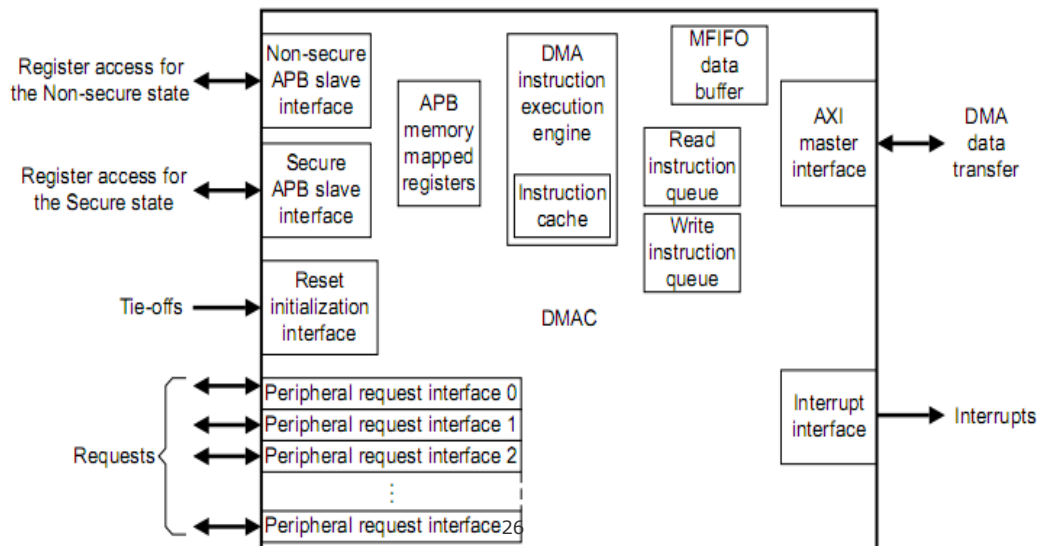 Register access for
the Non-secure state
Non-secure
APB slave
interface
Register access for
the Secure state
Secure
APB slave
interface
APB
memory
mapped
registers
DMA
instruction
execution
engine
Instruction
cache
MFIFO
data
buffer
Read
instruction
queue
Write
instruction
queue
AXI
master
interface
DMA
data
transfer
Tie-offs
Reset
initialization
interface
DMAC
Requests
Peripheral request interface 0
Peripheral request interface 1
Peripheral request interface 2
⋮
Peripheral request interface 26
Interrupt
interface
Interrupts